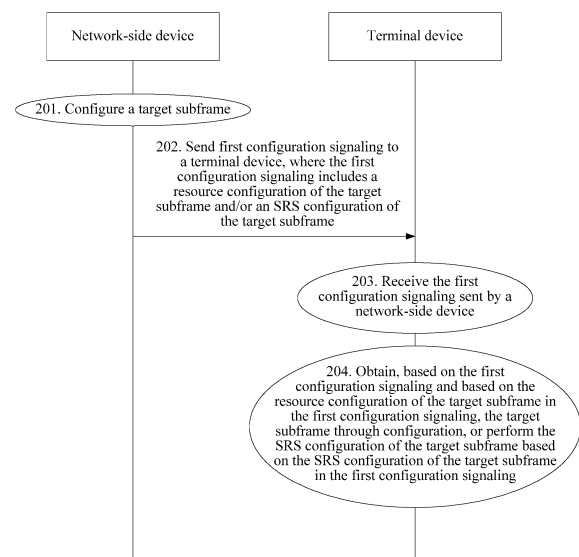 Network-side device
Terminal device
201. Configure a target subframe
202. Send first configuration signaling to
a terminal device, where the first
configuration signaling includes a
resource configuration of the target
subframe and/or an SRS configuration of
the target subframe
203. Receive the first
configuration signaling sent by a
network-side device
204. Obtain, based on the first
configuration signaling and based on the
resource configuration of the target subframe in
the first configuration signaling, the target
subframe through configuration, or perform the
SRS configuration of the target subframe based
on the SRS configuration of the target subframe
in the first configuration signaling